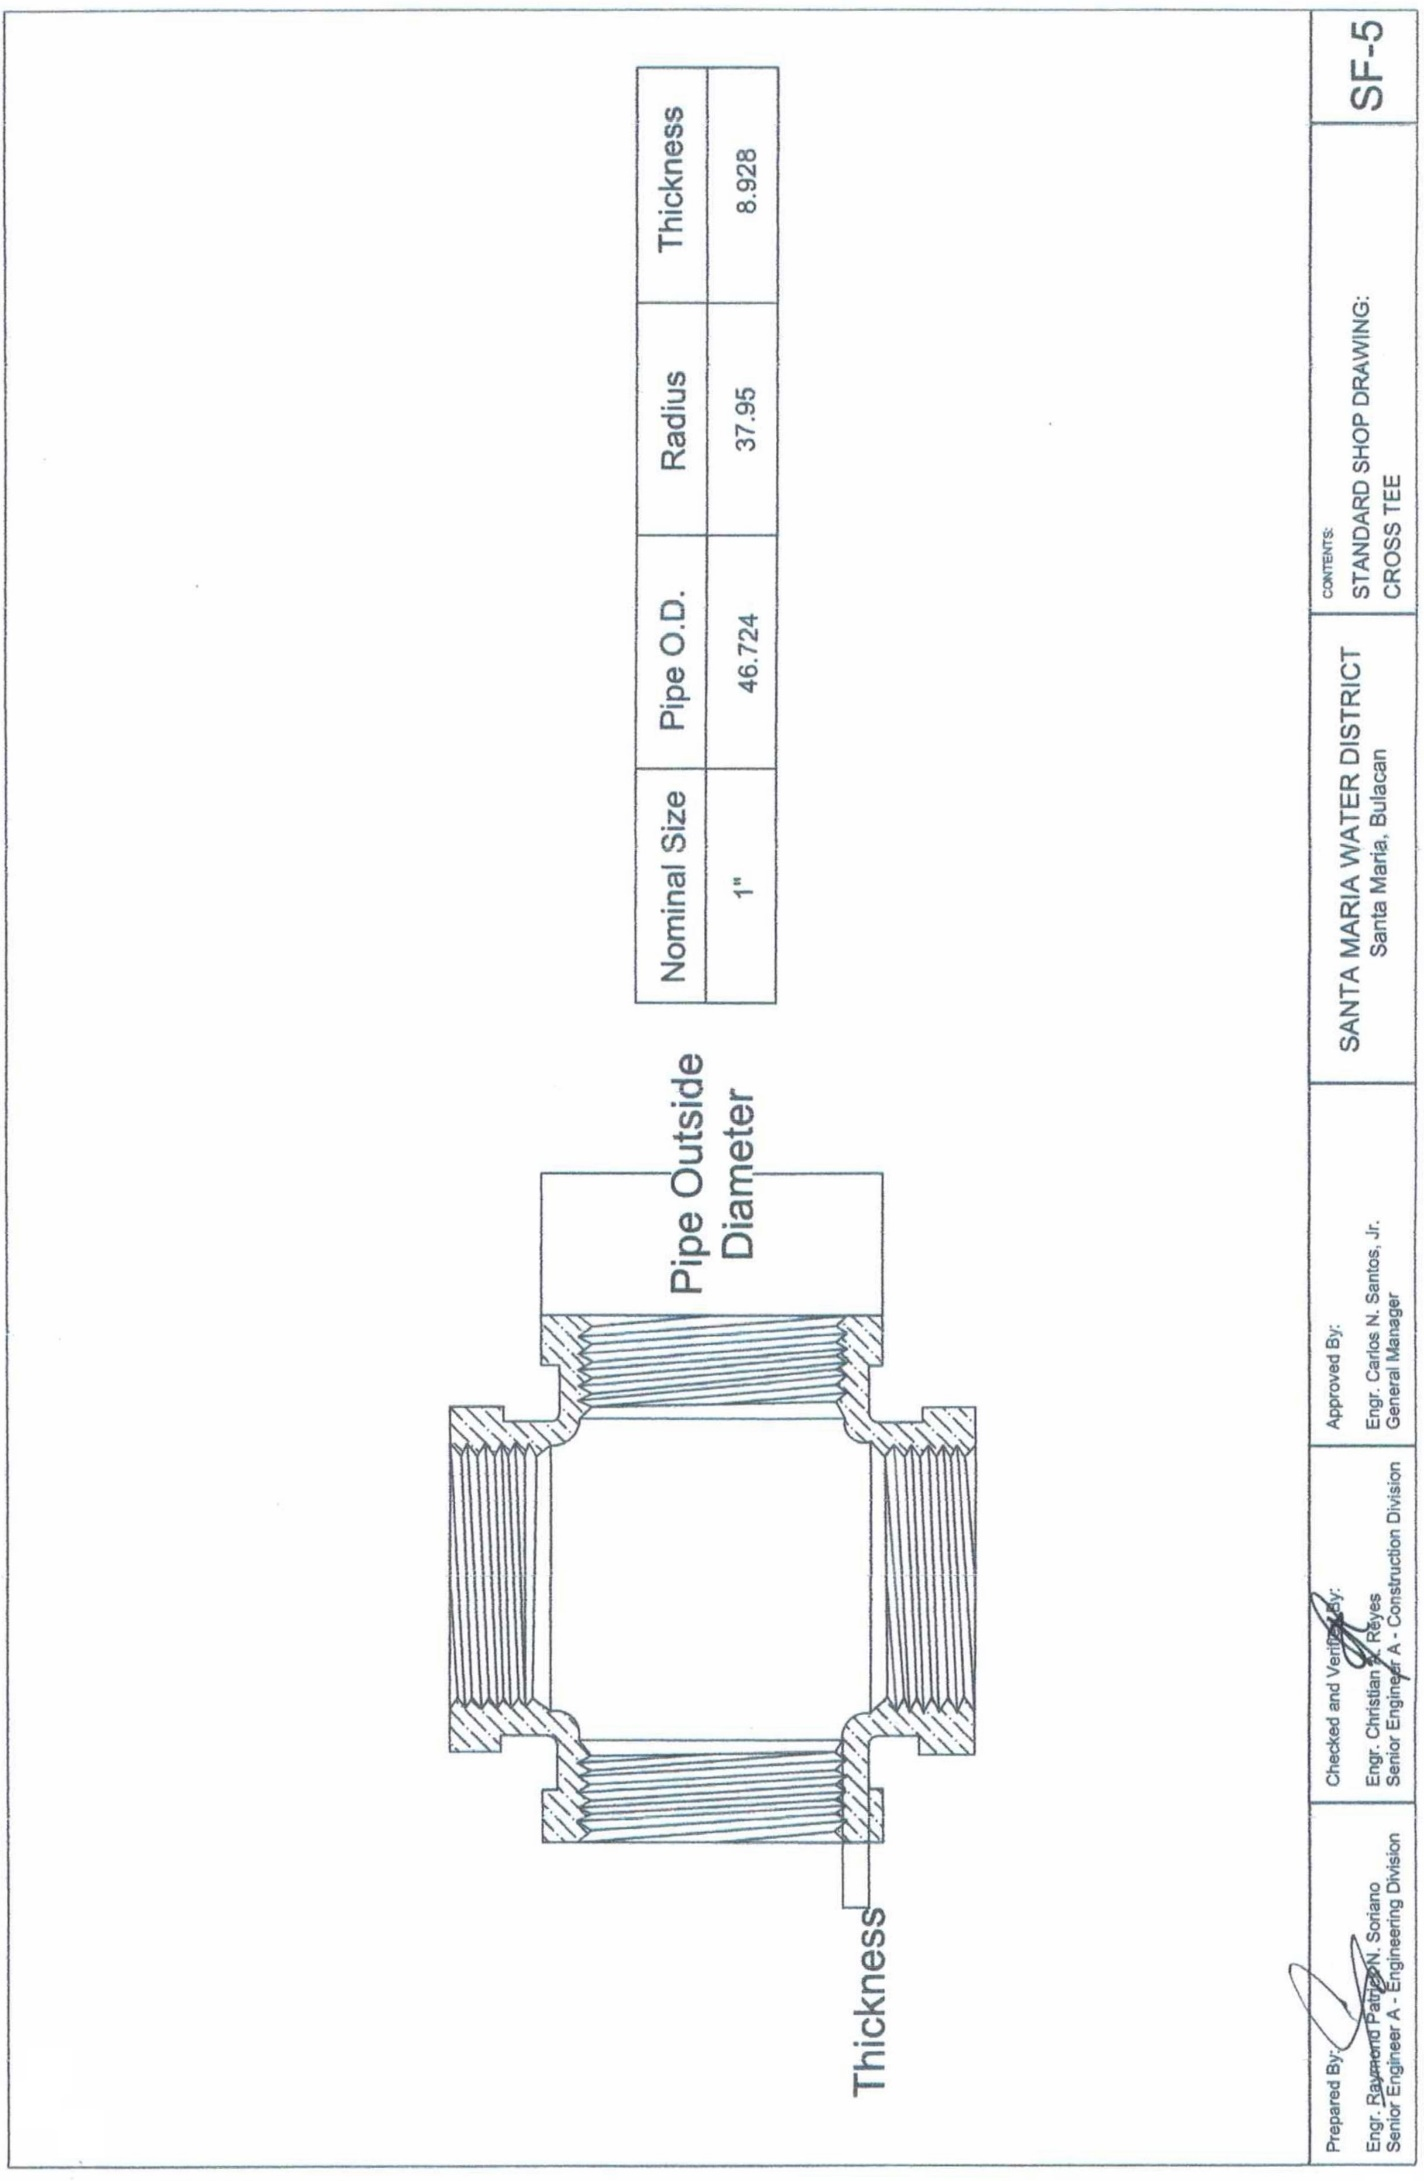 Thickness
Pipe Outside
Diameter
Nominal Size Pipe O.D. Radius Thickness
1" 46.724 37.95 8.928
Prepared By:
Engr. Raymond Patrick N. Soriano
Senior Engineer A - Engineering Division
Checked and Verified By:
Engr. Christian R. Reyes
Senior Engineer A - Construction Division
Approved By:
Engr. Carlos N. Santos, Jr.
General Manager
SANTA MARIA WATER DISTRICT
Santa Maria, Bulacan
CONTENTS:
STANDARD SHOP DRAWING:
CROSS TEE
SF-5